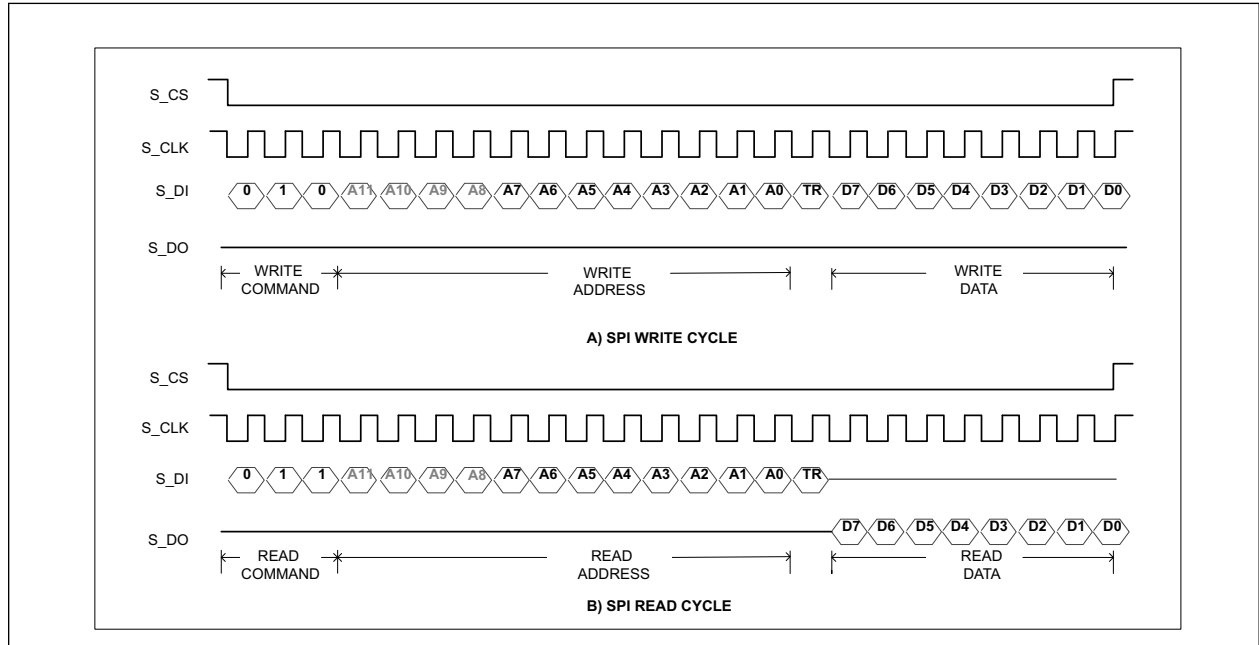 S_CS
S_CLK
S_DI 0 1 0 A11 A10 A9 A8 A7 A6 A5 A4 A3 A2 A1 A0 TR D7 D6 D5 D4 D3 D2 D1 D0
S_DO
WRITE COMMAND
WRITE ADDRESS
WRITE DATA
A) SPI WRITE CYCLE
S_CS
S_CLK
S_DI 0 1 1 A11 A10 A9 A8 A7 A6 A5 A4 A3 A2 A1 A0 TR
S_DO D7 D6 D5 D4 D3 D2 D1 D0
READ COMMAND
READ ADDRESS
READ DATA
B) SPI READ CYCLE